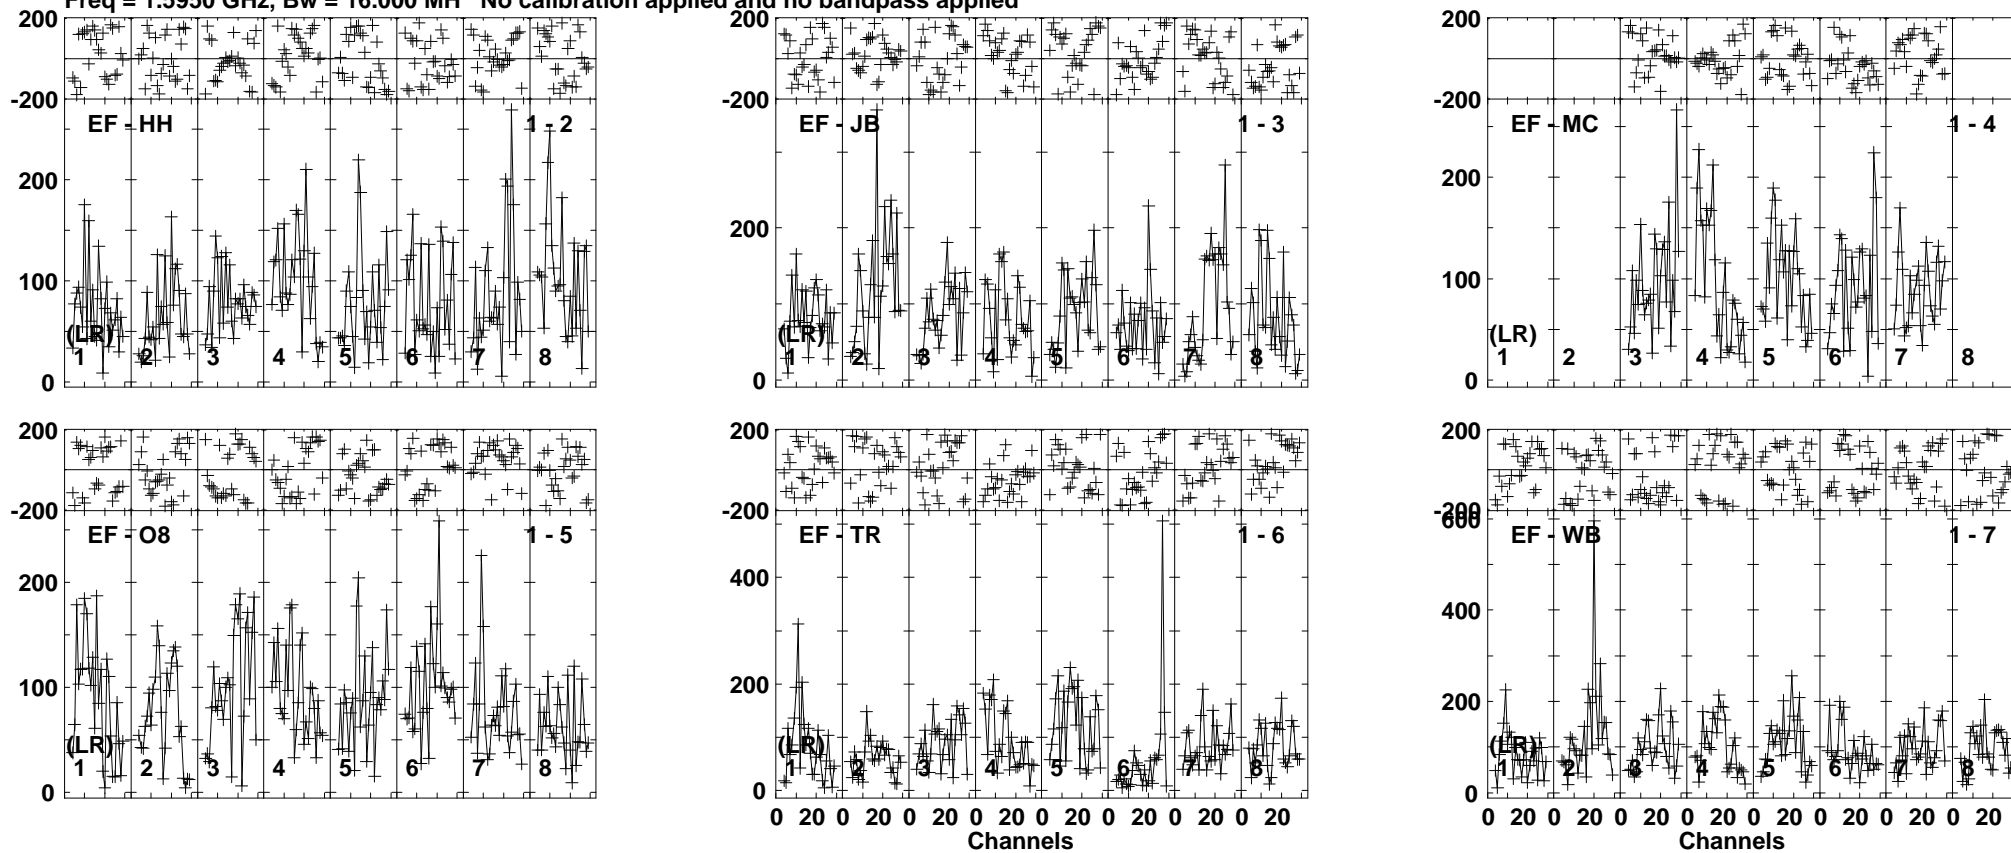 Freq = 1.5950 GHz, Bw = 16.000 MH No calibration applied and no bandpass applied
200 200 200
-200 -200 -200
EF - HH 1 - 2 EF - JB 1 - 3 EF - MC 1 - 4
200 200 200
100 100
(LR) (LR) (LR)
1 2 3 4 5 6 7 8 1 2 3 4 5 6 7 8 1 2 3 4 5 6 7 8
0 0 0
200 200 200
-200 -200 -200
600
EF - O8 1 - 5 EF - TR 1 - 6 EF - WB 1 - 7
200 400 400
100 200 200
(LR) (LR) (LR)
1 2 3 4 5 6 7 8 1 2 3 4 5 6 7 8 1 2 3 4 5 6 7 8
0 0 0
0 20 0 20 0 20 0 20 0 20 0 20 0 20 0 20 0 20 0 20 0 20 0 20 0 20 0 20 0 20 0 20
Channels Channels